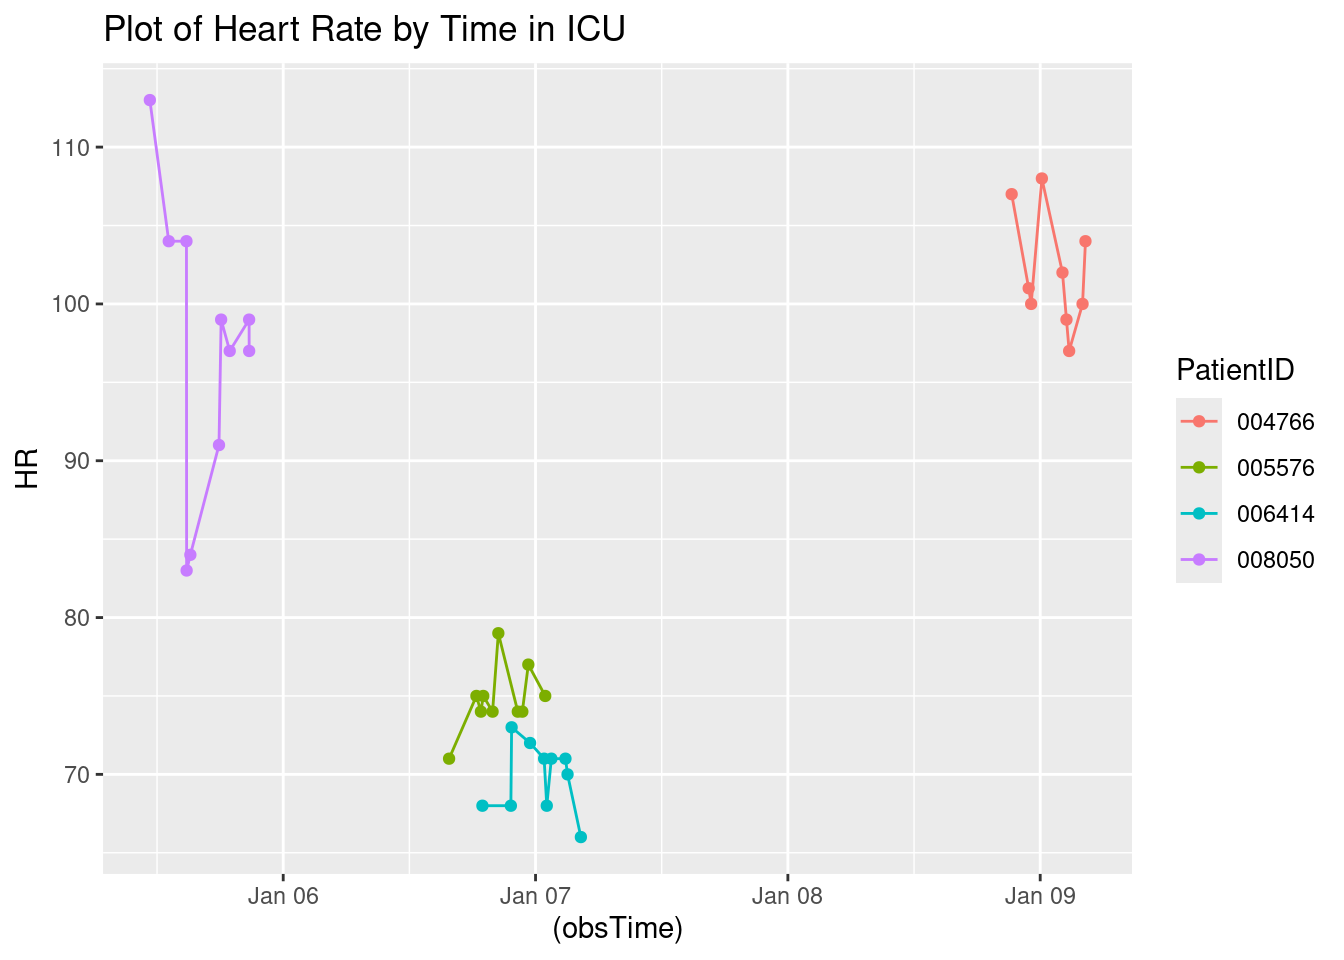 Plot of Heart Rate by Time in ICU
110
100
90
80
70
HR
Jan 06
Jan 07
Jan 08
Jan 09
(obsTime)
PatientID
004766
005576
006414
008050